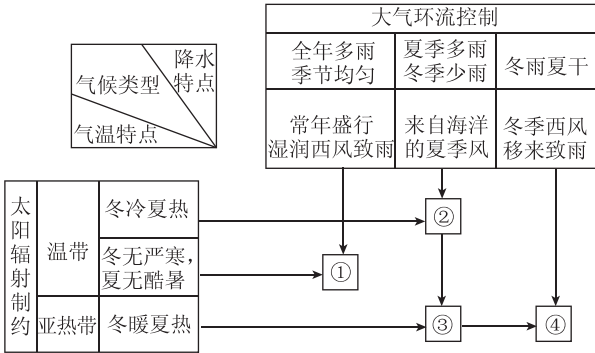 大气环流控制
全年多雨
季节均匀
夏季多雨
冬季少雨
冬雨夏干
常年盛行
湿润西风致雨
来自海洋
的夏季风
冬季西风
移来致雨
降水
特点
气候类型
气温特点
太阳辐射制约
温带
冬冷夏热
冬无严寒，
夏无酷暑
亚热带
冬暖夏热
①
②
③
④